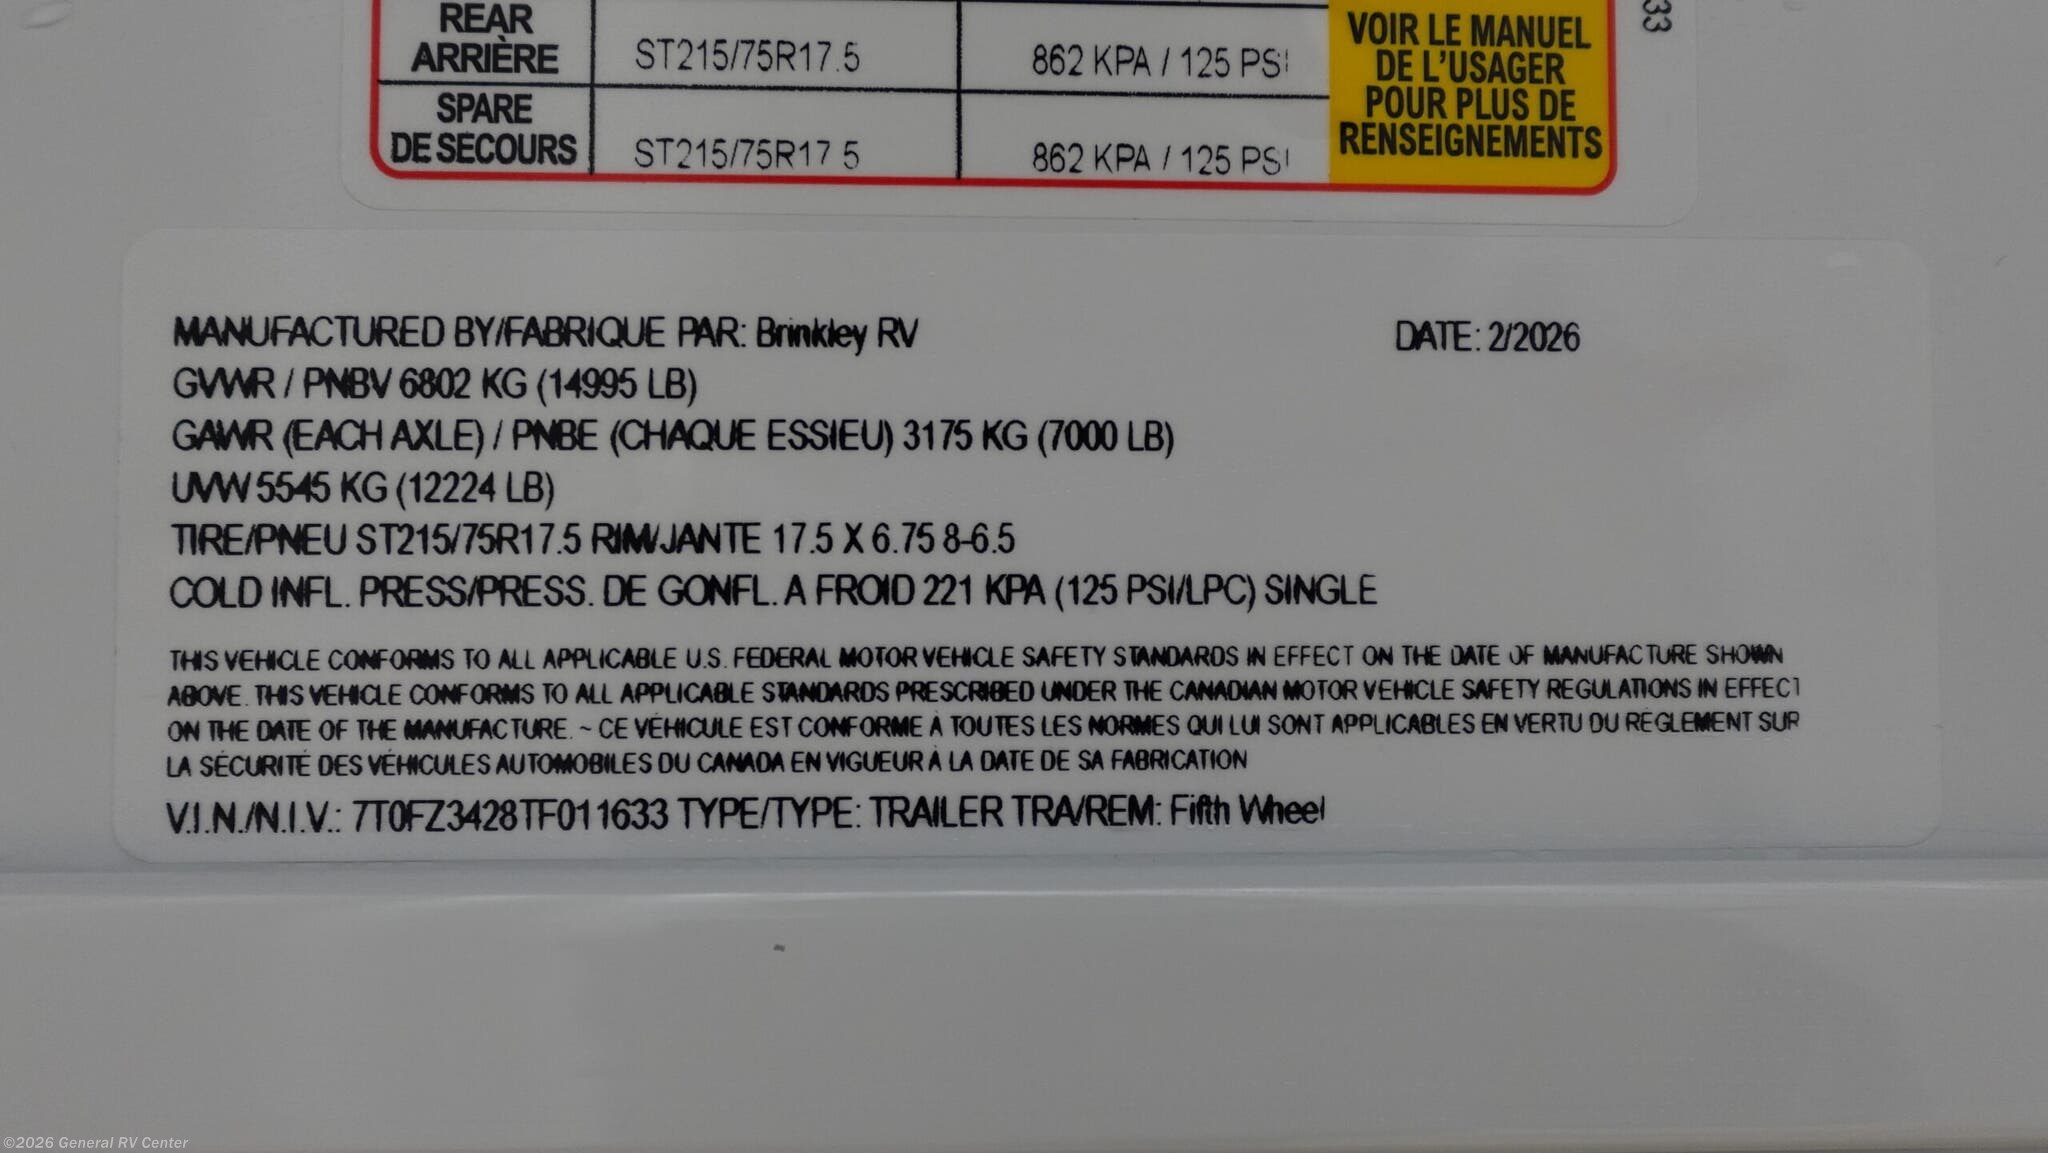 REAR
ARRIÈRE
ST215/75R17.5
862 KPA / 125 PSI
SPARE
DE SECOURS
ST215/75R17 5
862 KPA / 125 PSI
VOIR LE MANUEL
DE L'USAGER
POUR PLUS DE
RENSEIGNEMENTS
33
MANUFACTURED BY/FABRIQUE PAR: Brinkley RV
DATE: 2/2026
GVWR / PNBV 6802 KG (14995 LB)
GAWR (EACH AXLE) / PNBE (CHAQUE ESSIEU) 3175 KG (7000 LB)
UVW 5545 KG (12224 LB)
TIRE/PNEU ST215/75R17.5 RIM/JANTE 17.5 X 6.75 8-6.5
COLD INFL. PRESS/PRESS. DE GONFL. A FROID 221 KPA (125 PSI/LPC) SINGLE
THIS VEHICLE CONFORMS TO ALL APPLICABLE U.S. FEDERAL MOTOR VEHICLE SAFETY STANDARDS IN EFFECT ON THE DATE OF MANUFACTURE SHOWN
ABOVE. THIS VEHICLE CONFORMS TO ALL APPLICABLE STANDARDS PRESCRIBED UNDER THE CANADIAN MOTOR VEHICLE SAFETY REGULATIONS IN EFFECT
ON THE DATE OF THE MANUFACTURE. ~ CE VÉHICULE EST CONFORME À TOUTES LES NORMES QUI LUI SONT APPLICABLES EN VERTU DU RÈGLEMENT SUR
LA SÉCURITÉ DES VÉHICULES AUTOMOBILES DU CANADA EN VIGUEUR À LA DATE DE SA FABRICATION
V.I.N./N.I.V.: 7T0FZ3428TF011633 TYPE/TYPE: TRAILER TRA/REM: Fifth Wheel
©2026 General RV Center